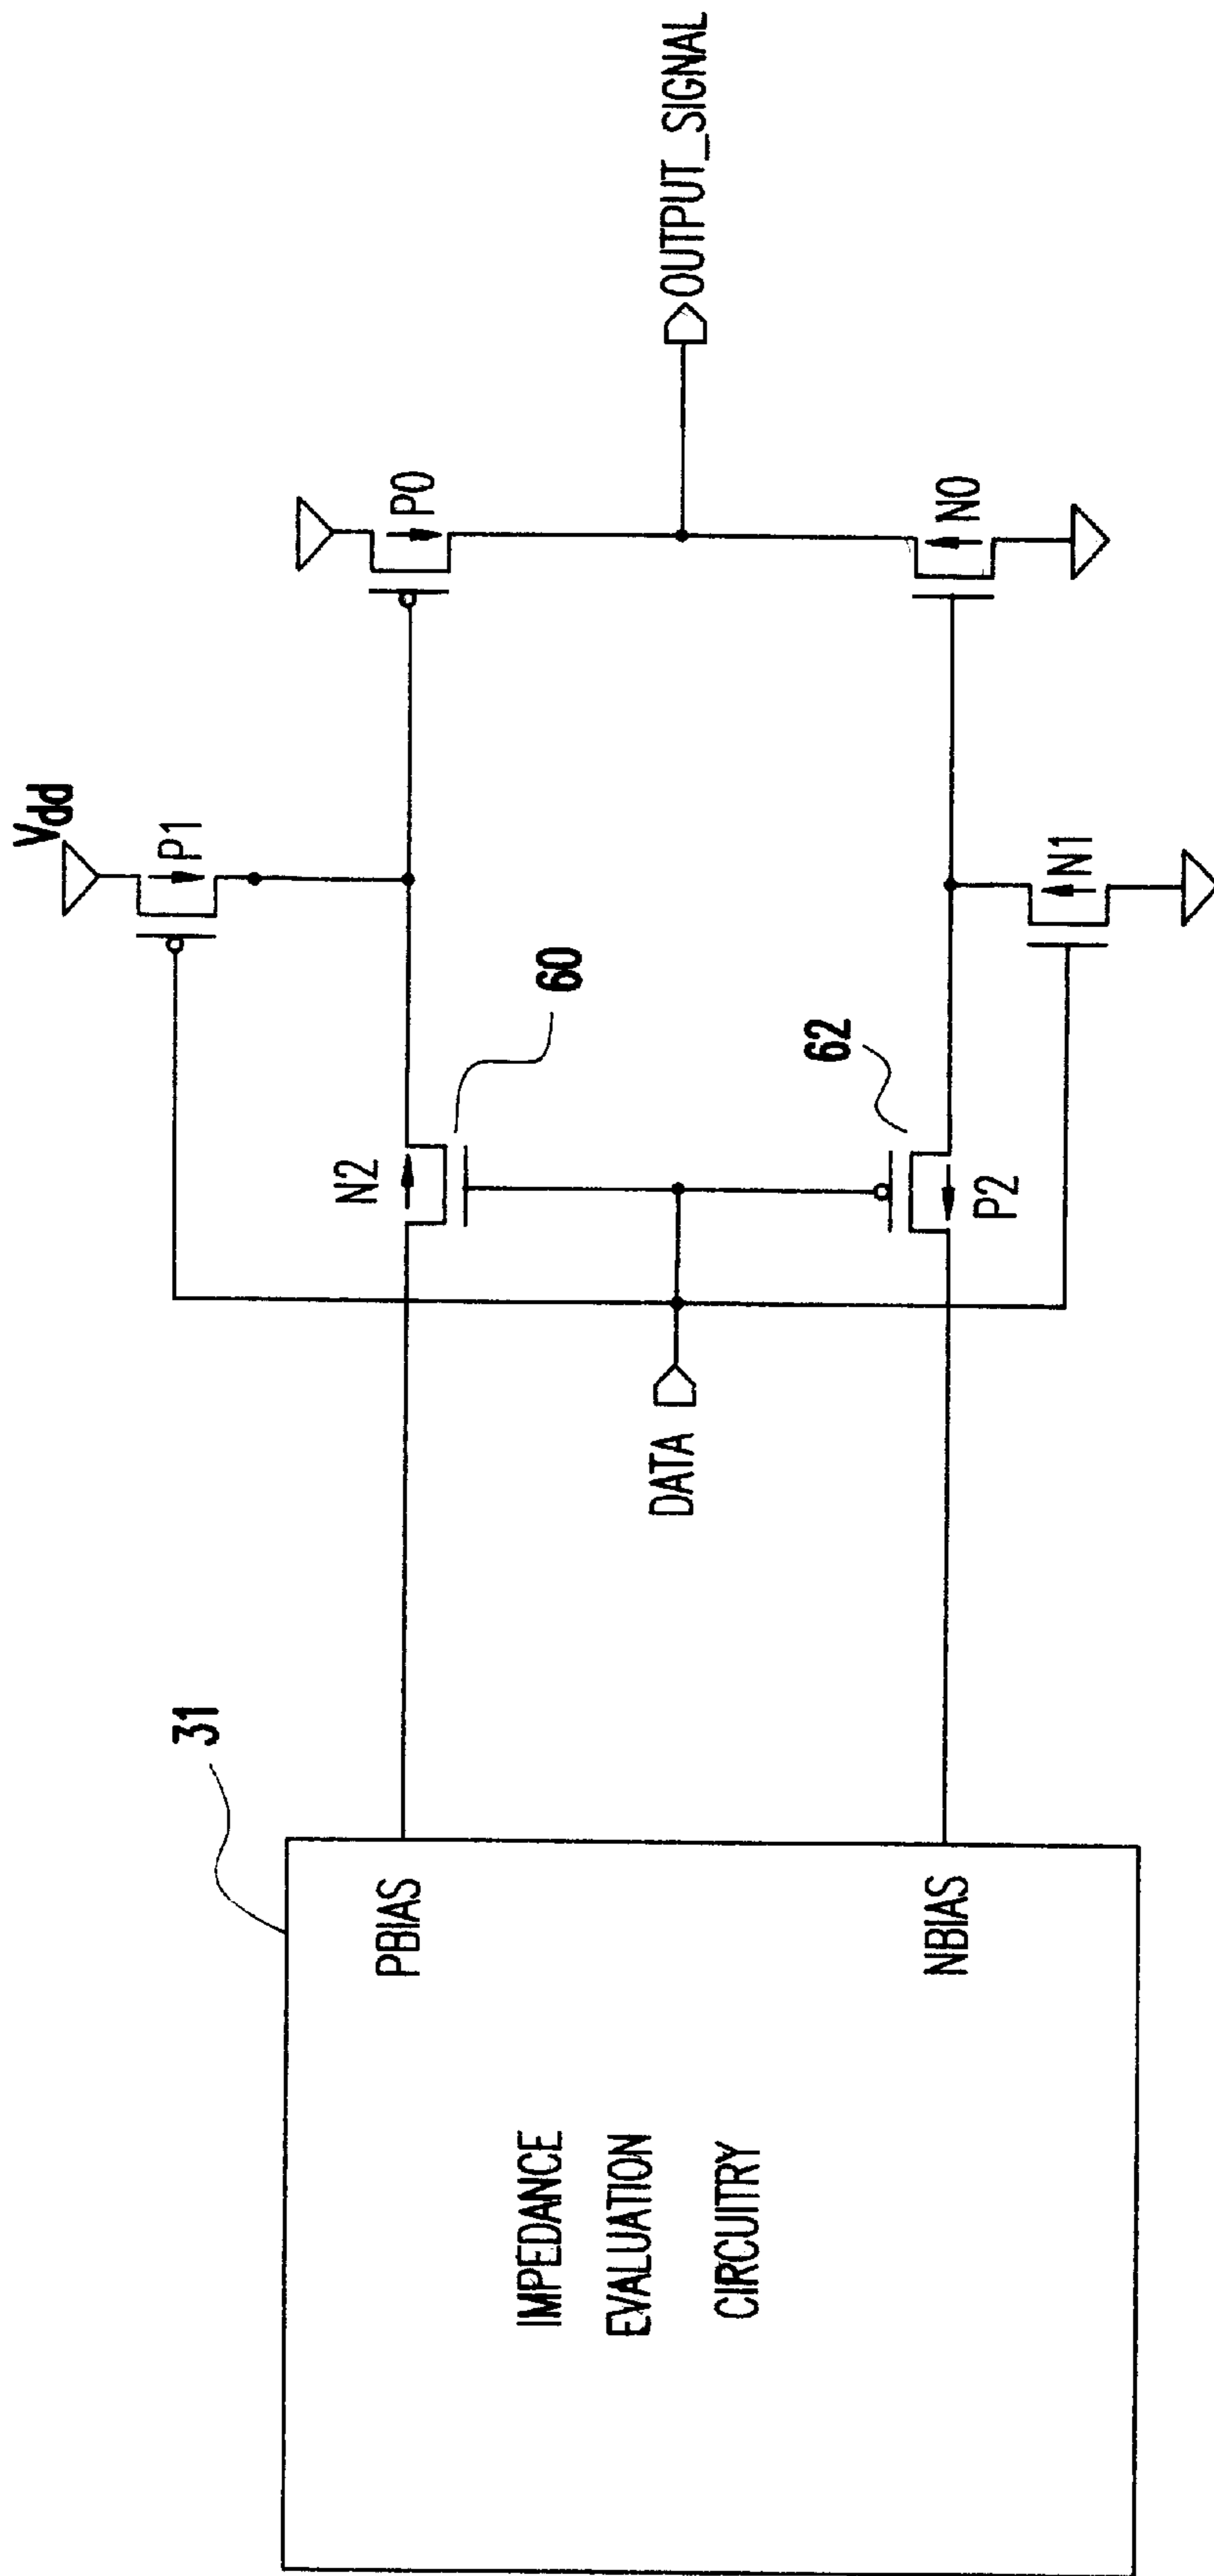 Vdd
P1
P0
31
PBIAS
N2
60
IMPEDANCE
EVALUATION
CIRCUITRY
DATA
OUTPUT_SIGNAL
62
NBIAS
P2
N0
N1